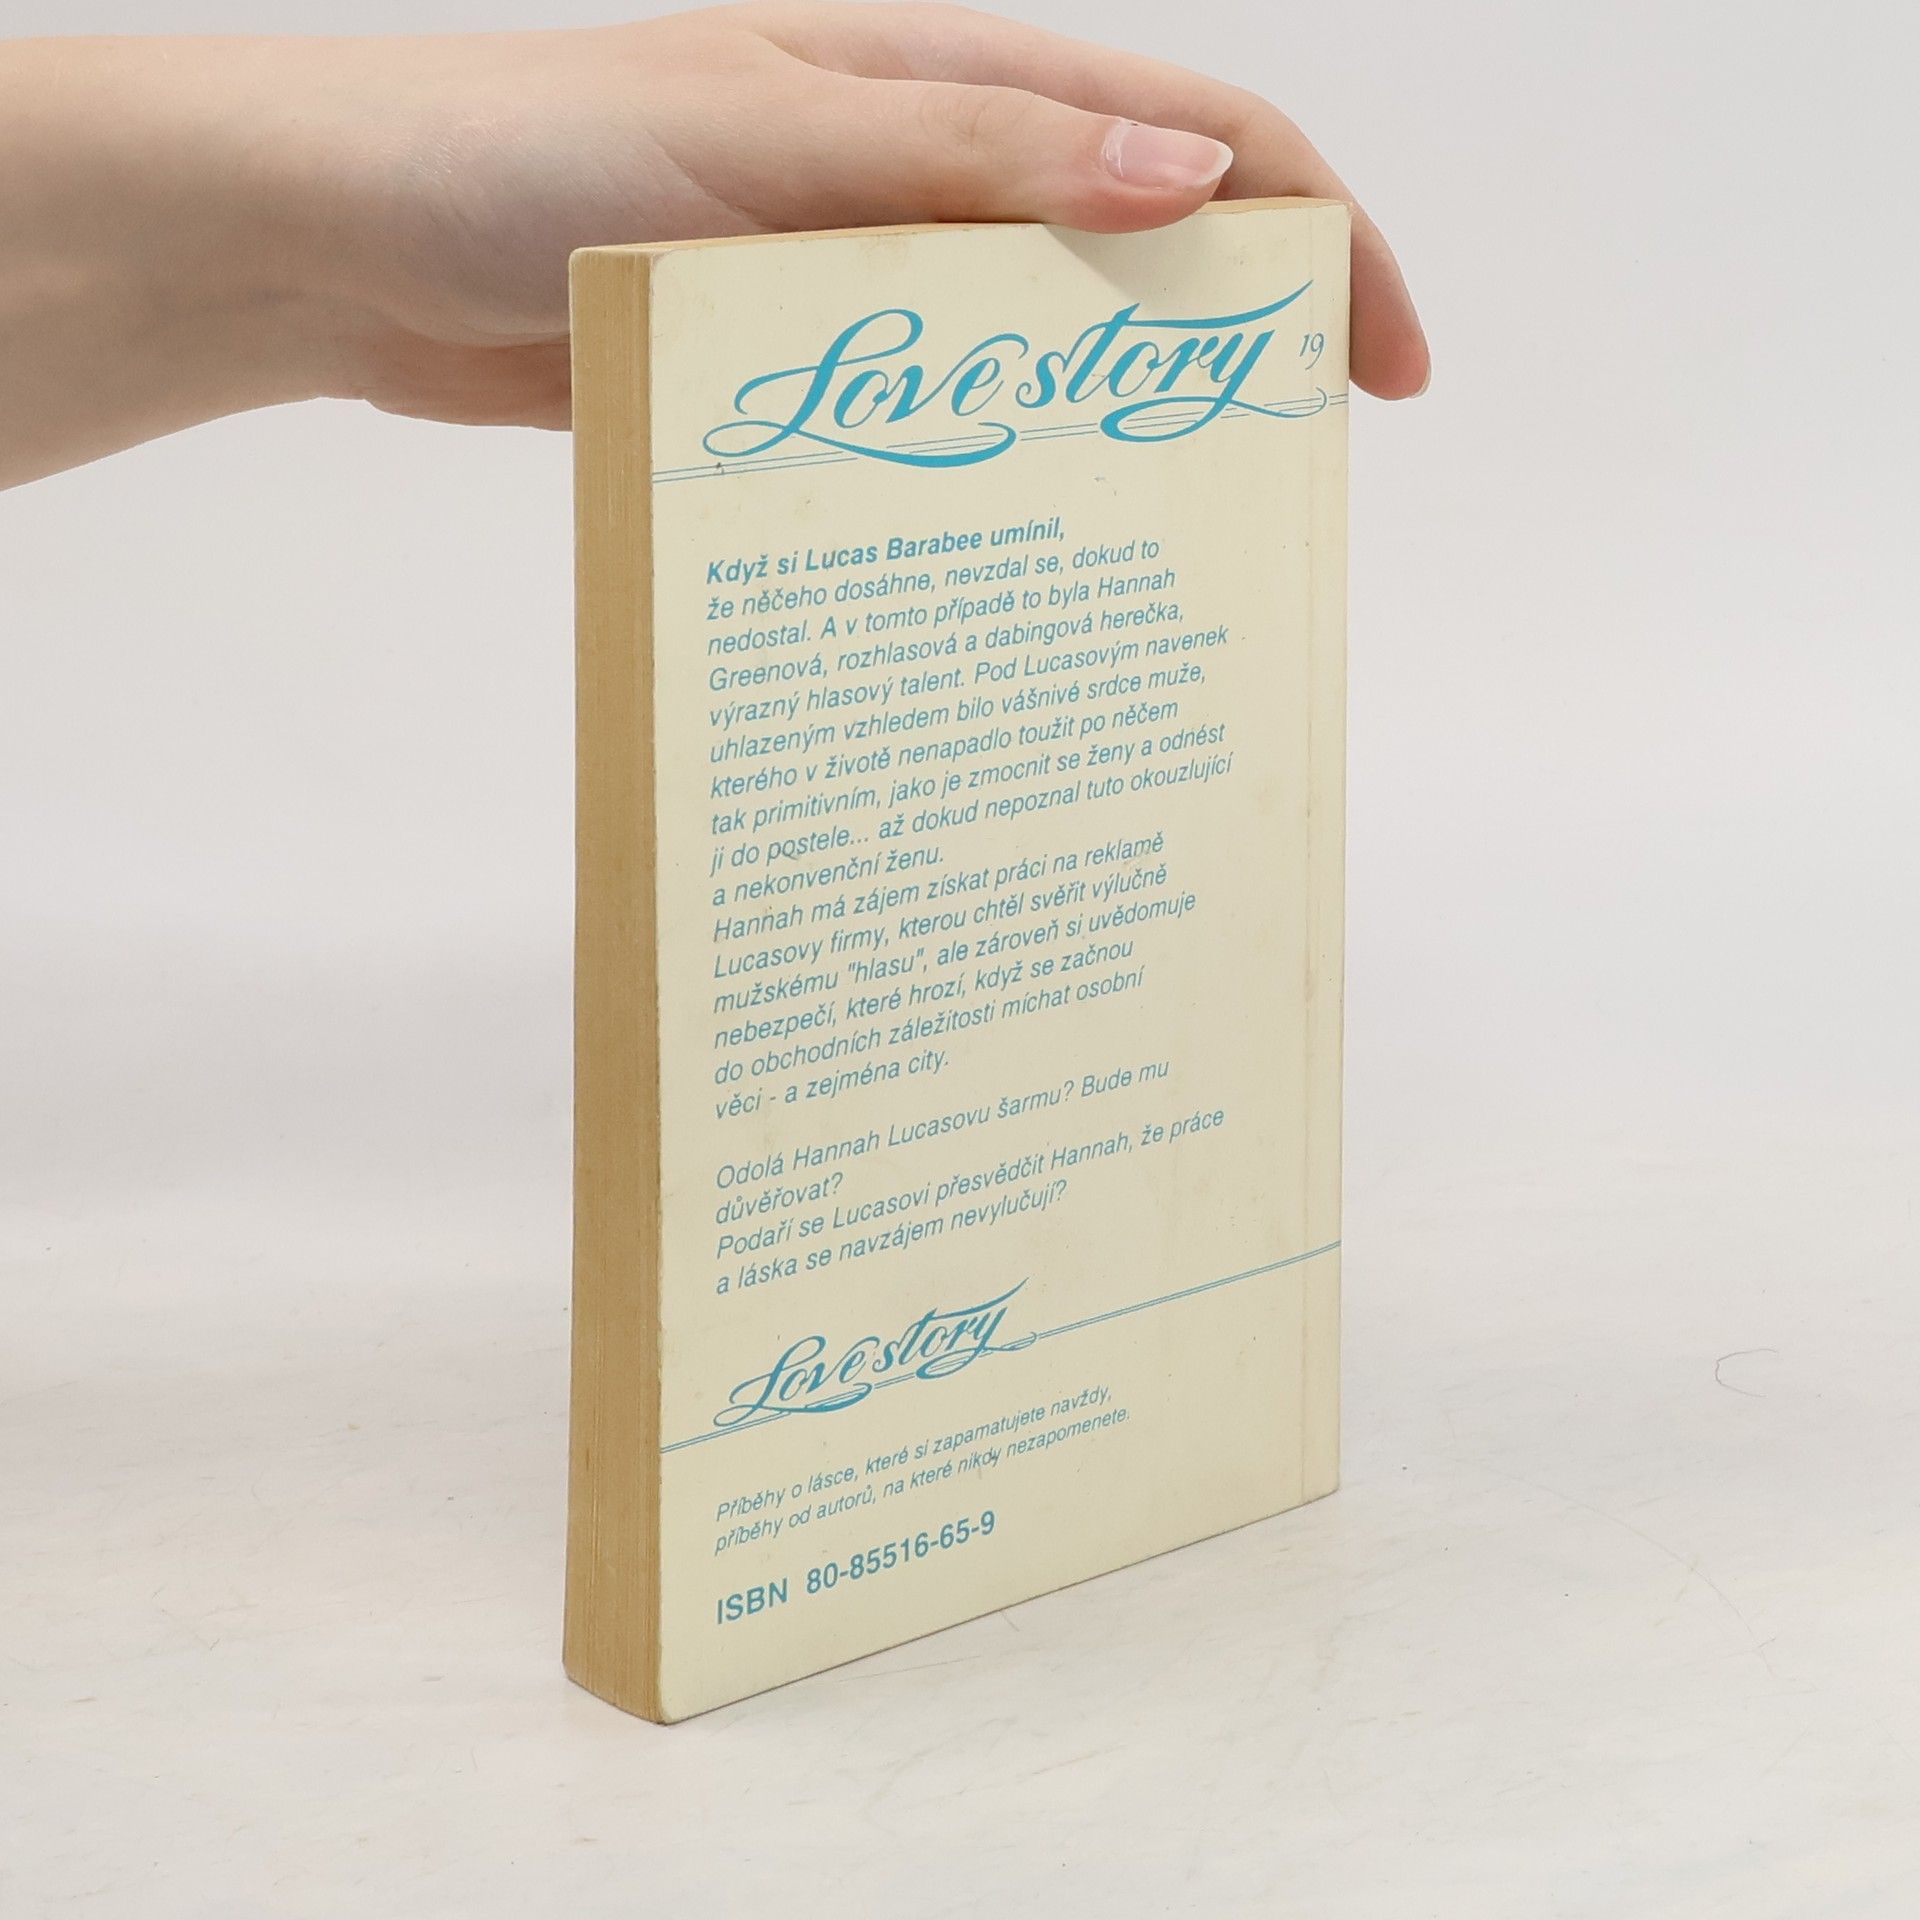 Love story 19
Když si Lucas Barabee umínil,
že něčeho dosáhne, nevzdal se, dokud to
nedostal. A v tomto případě to byla Hannah
Greenová, rozhlasová a dabingová herečka,
výrazný hlasový talent. Pod Lucasovým navenek
uhlazeným vzhledem bilo vášnivé srdce muže,
kterého v životě nenapadlo toužit po něčem
tak primitivním, jako je zmocnit se ženy a odnést
ji do postele... až dokud nepoznal tuto okouzlující
a nekonvenční ženu.
Hannah má zájem získat práci na reklamě
Lucasovy firmy, kterou chtěl svěřit výlučně
mužskému "hlasu", ale zároveň si uvědomuje
nebezpečí, které hrozí, když se začnou
do obchodních záležitosti míchat osobní
věci - a zejména city.
Odolá Hannah Lucasovu šarmu? Bude mu
důvěřovat?
Podaří se Lucasovi přesvědčit Hannah, že práce
a láska se navzájem nevylučují?
Love story
Příběhy o lásce, které si zapamatujete navždy,
příběhy od autorů, na které nikdy nezapomenete.
ISBN 80-85516-65-9